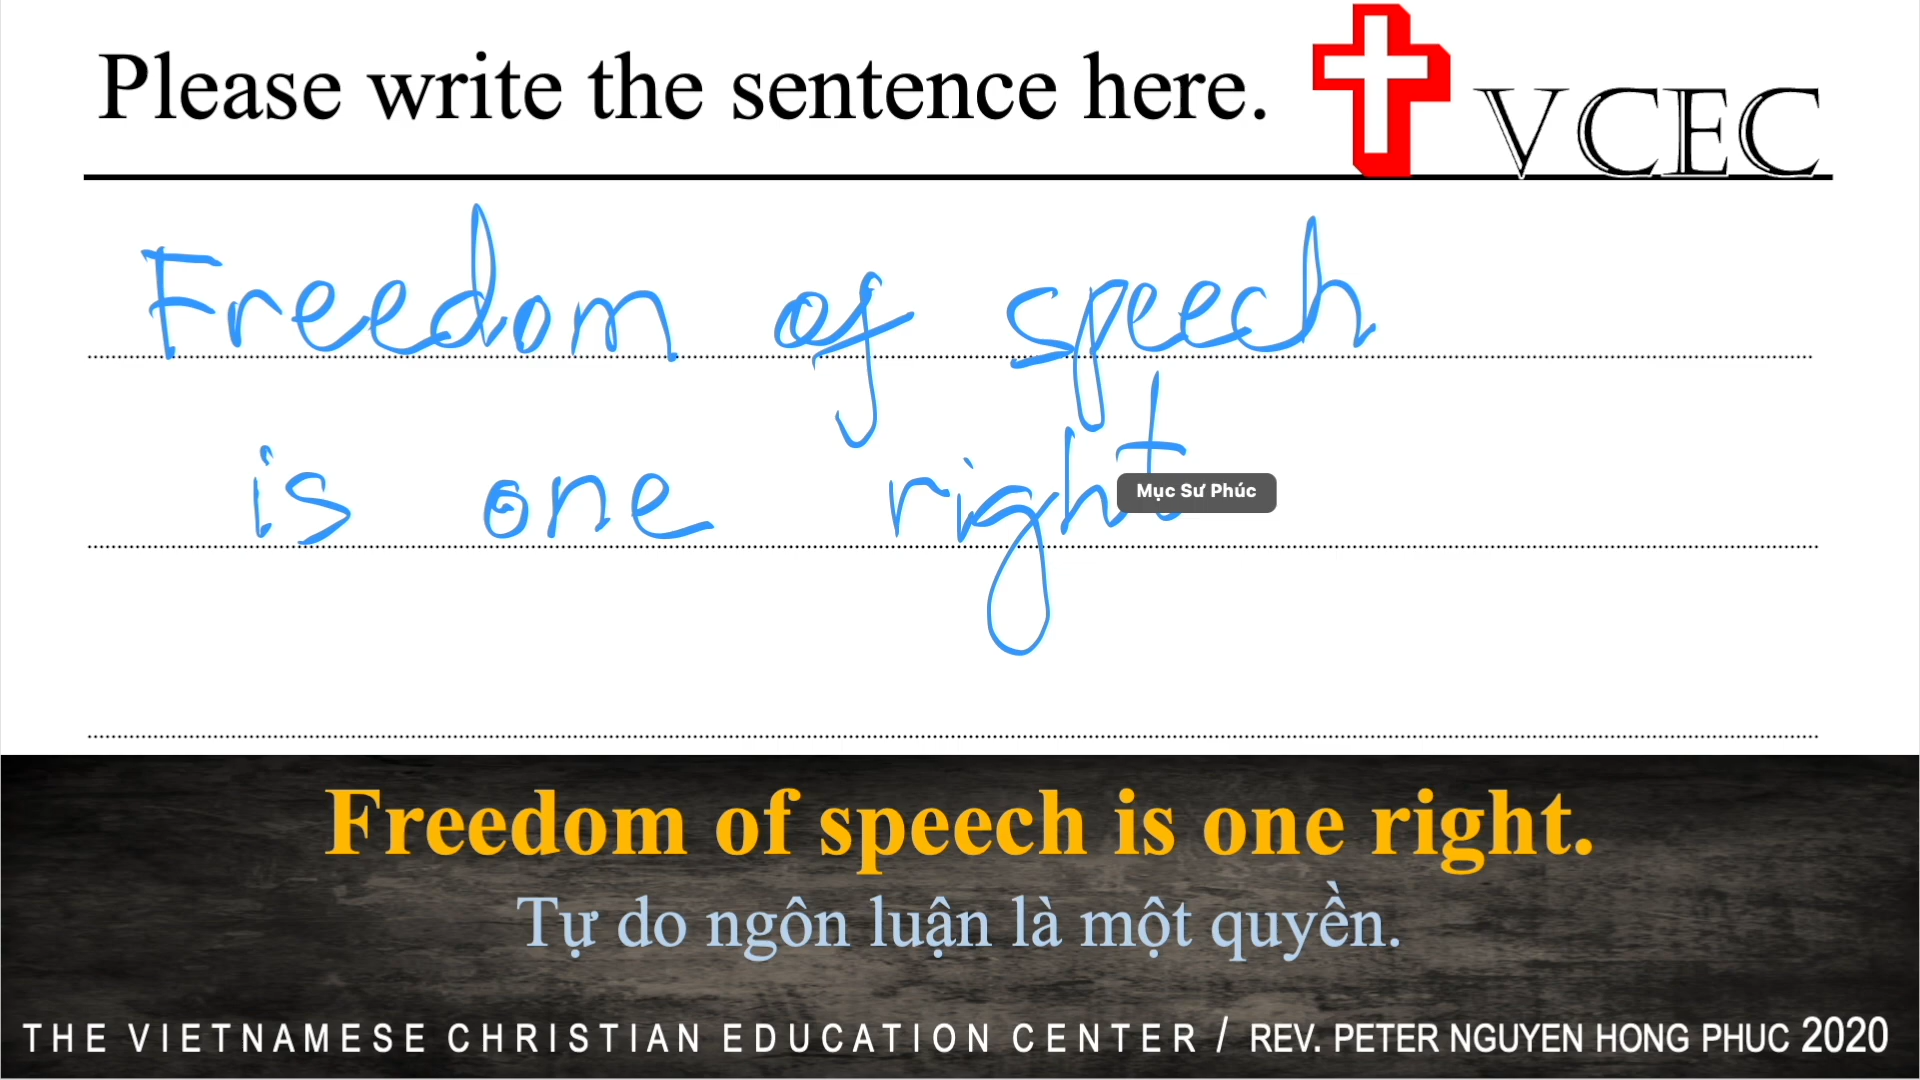 Please write the sentence here.
VCEC
Freedom of speech
is one right
Mục Sư Phúc
Freedom of speech is one right.
Tự do ngôn luận là một quyền.
THE VIETNAMESE CHRISTIAN EDUCATION CENTER / REV. PETER NGUYEN HONG PHUC 2020